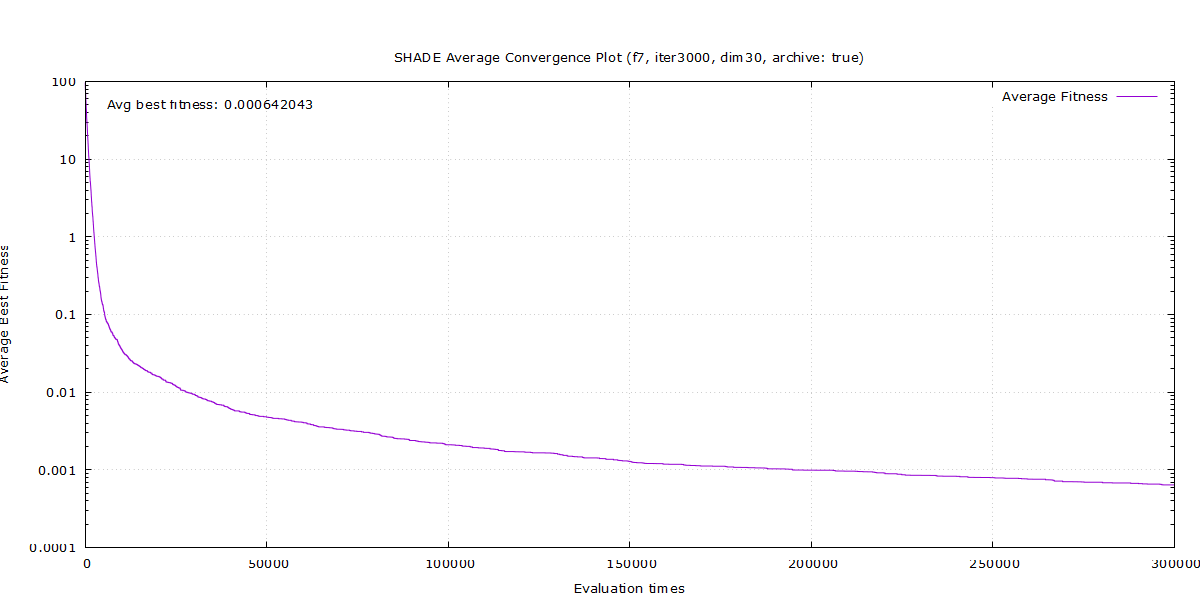 SHADE Average Convergence Plot (f7, iter3000, dim30, archive: true)
Avg best fitness: 0.000642043
Average Fitness
100
10
1
0.1
0.01
0.001
0.0001
Average Best Fitness
0
50000
100000
150000
200000
250000
300000
Evaluation times